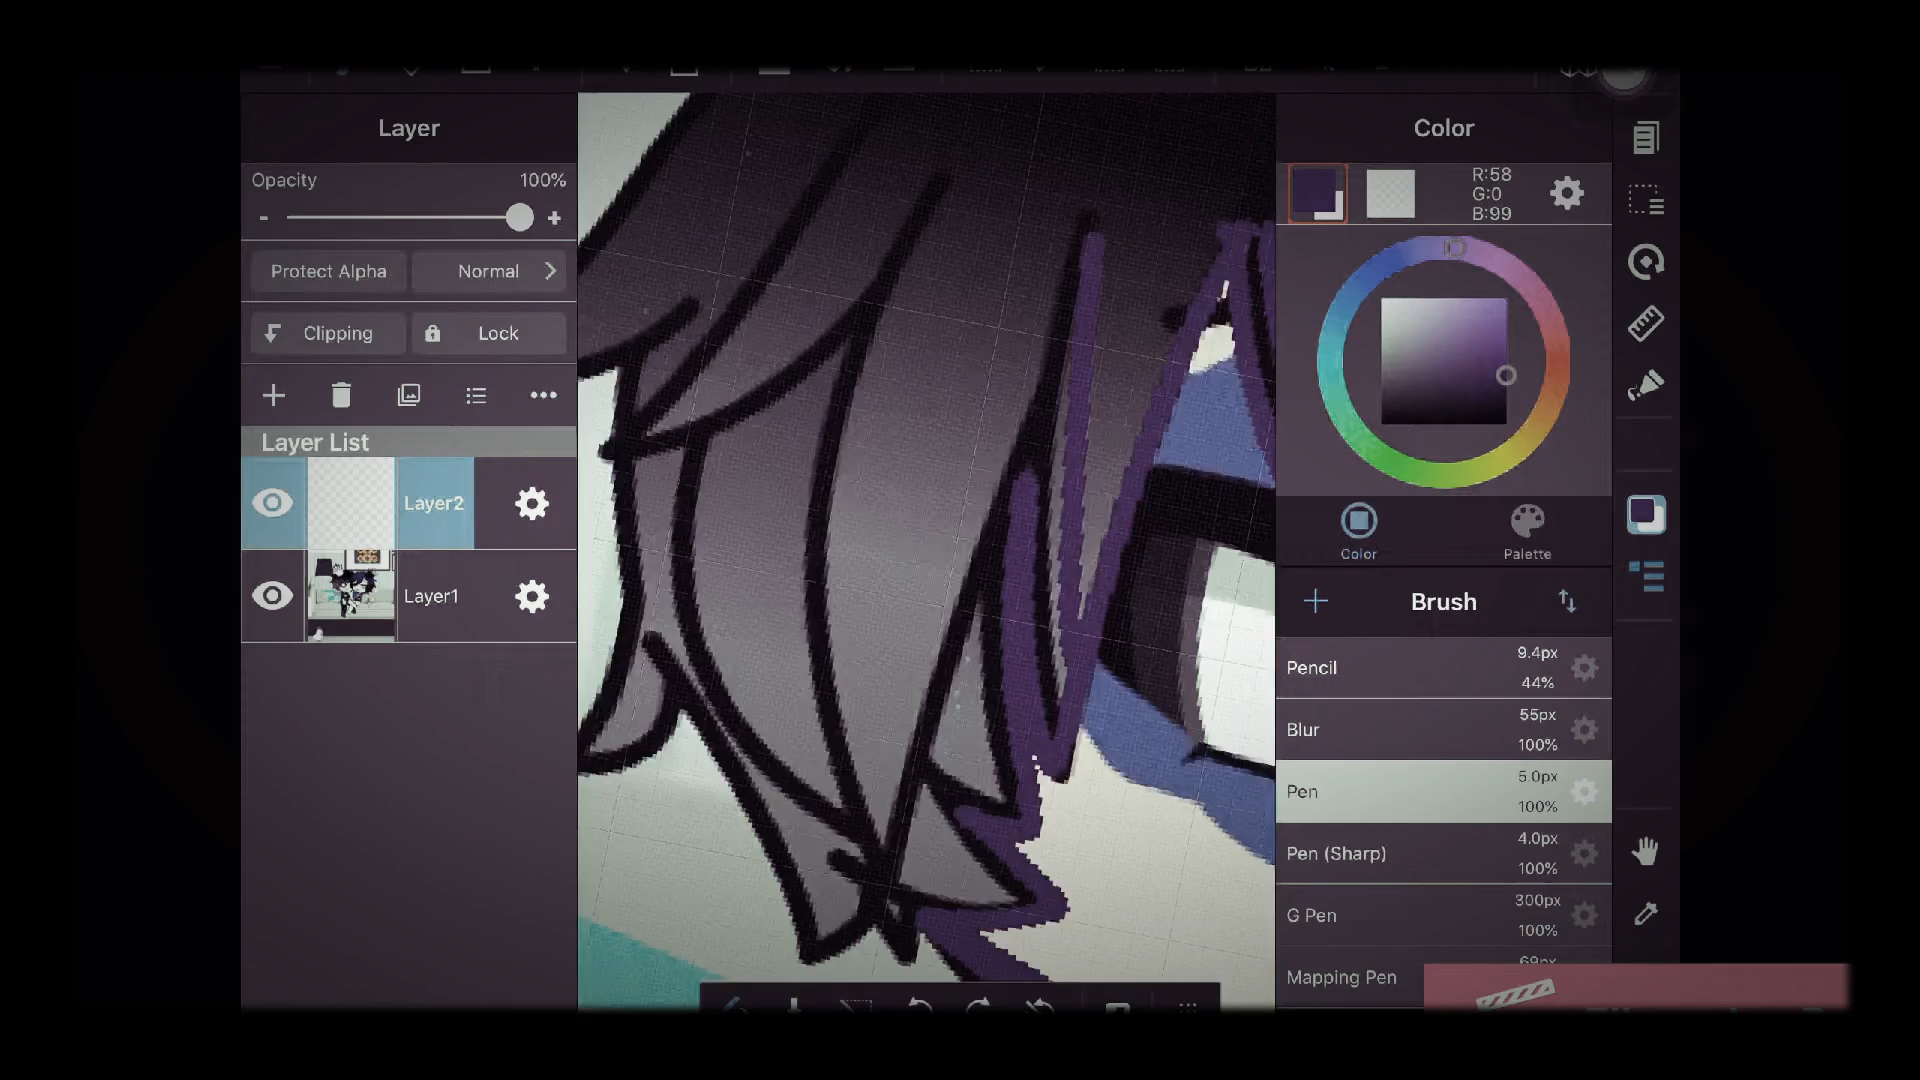 Layer
Opacity 100%
- +
Protect Alpha
Normal
Clipping
Lock
Layer List
Layer2
Layer1
Color
R:58
G:0
B:99
Color
Palette
Brush
Pencil
9.4px
44%
Blur
55px
100%
Pen
5.0px
100%
Pen (Sharp)
4.0px
100%
G Pen
300px
100%
Mapping Pen
69px